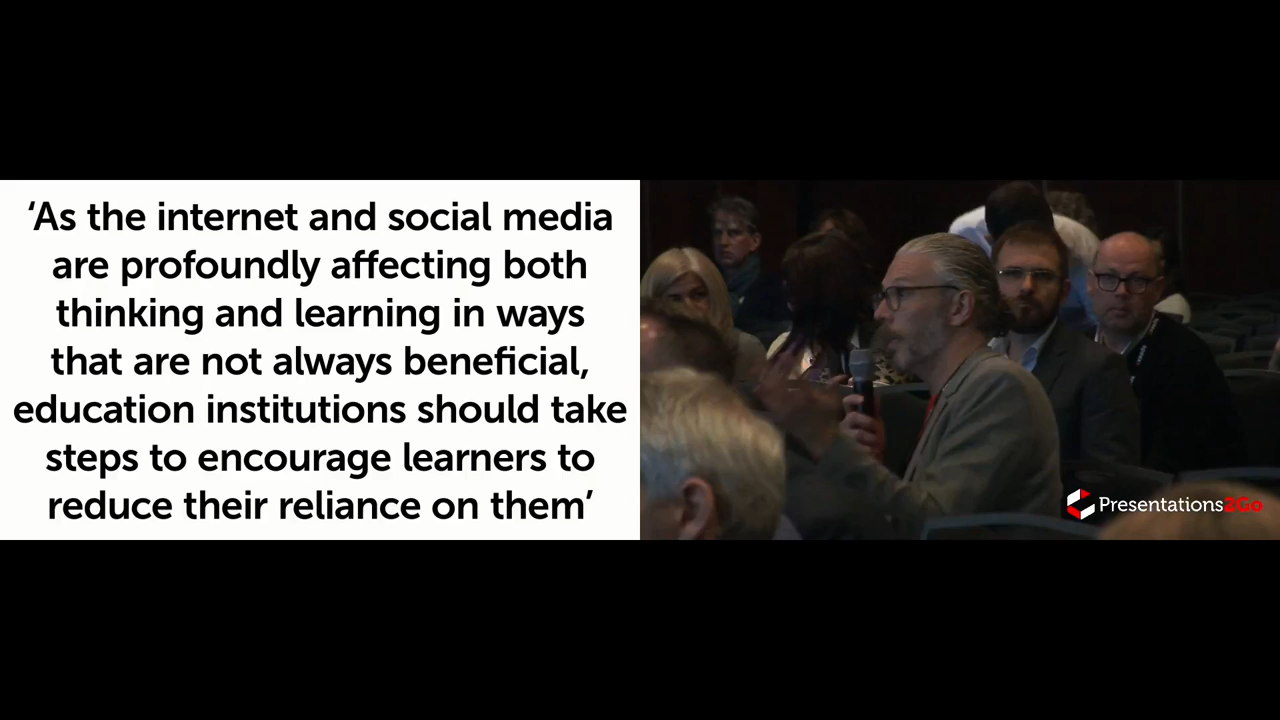 ‘As the internet and social media
are profoundly affecting both
thinking and learning in ways
that are not always beneficial,
education institutions should take
steps to encourage learners to
reduce their reliance on them’
Presentations2Go